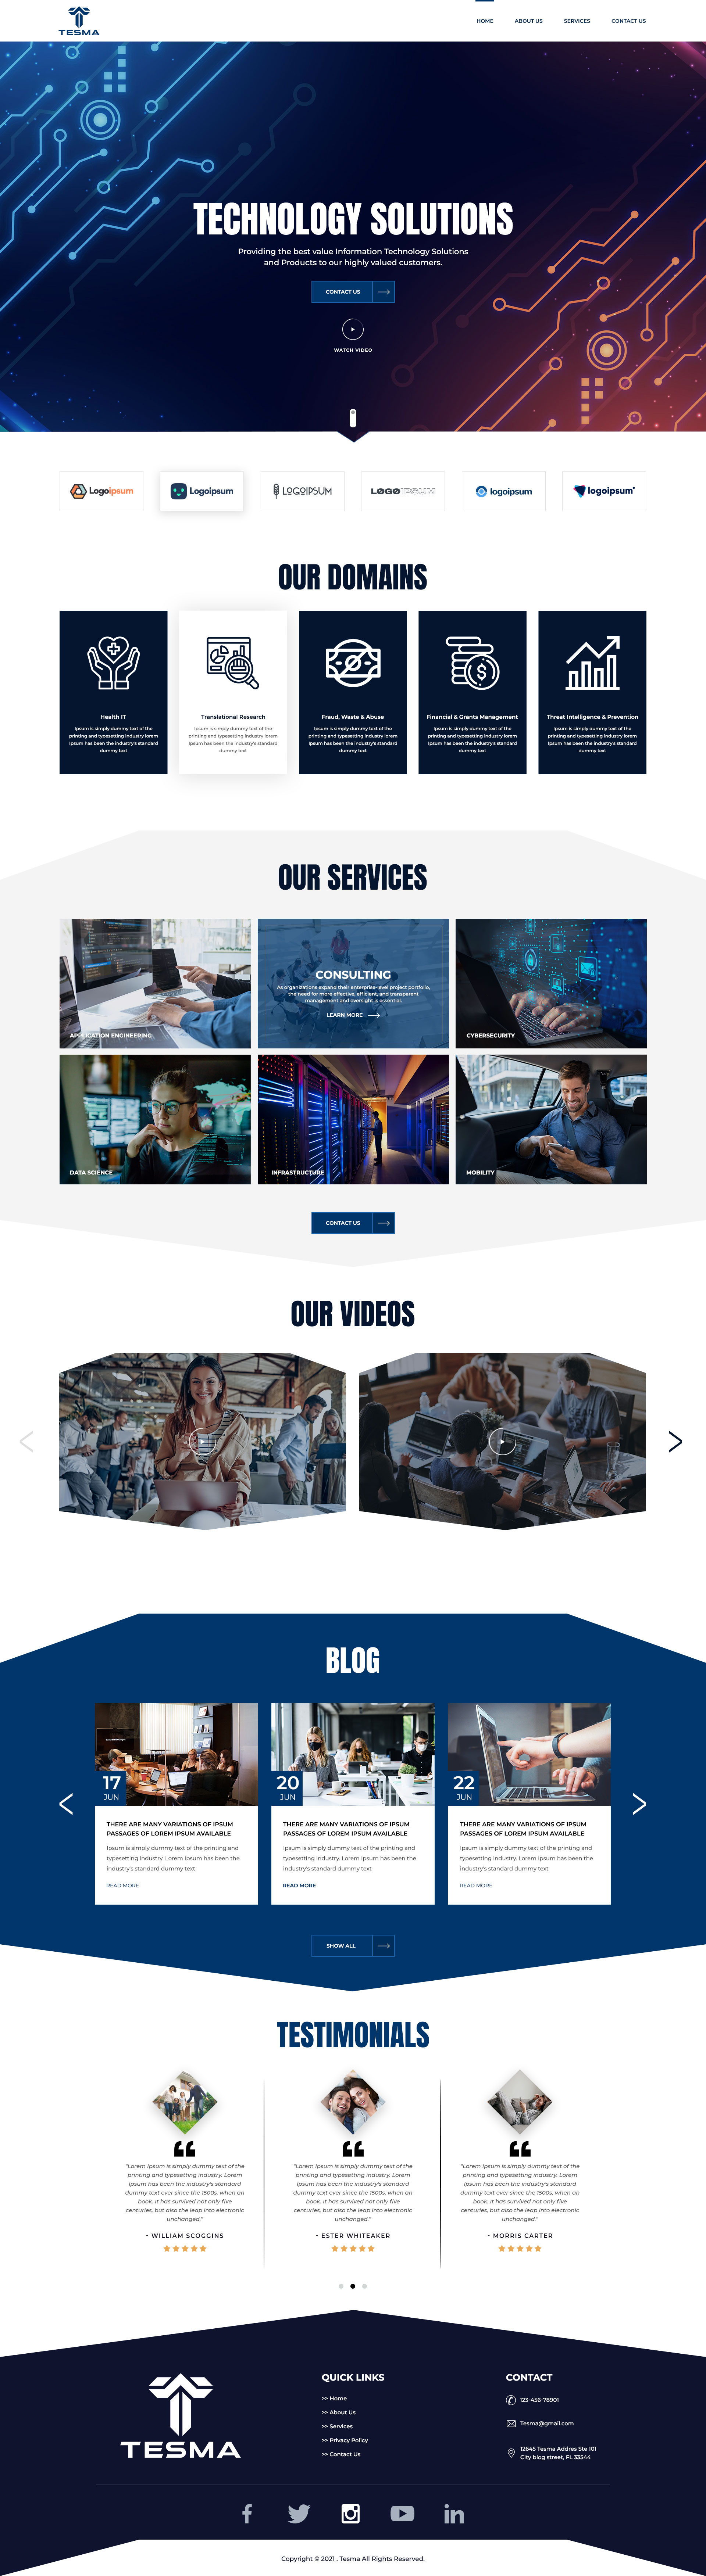 TESMA
HOME ABOUT US SERVICES CONTACT US
TECHNOLOGY SOLUTIONS
Providing the best value Information Technology Solutions
and Products to our highly valued customers.
CONTACT US
WATCH VIDEO
Logoipsum
Logoipsum
LOGOIPSUM
LOGOIPSUM
logoipsum
logoipsum
OUR DOMAINS
Health IT
Ipsum is simply dummy text of the
printing and typesetting industry lorem
Ipsum has been the industry's standard
dummy text
Translational Research
Ipsum is simply dummy text of the
printing and typesetting industry lorem
Ipsum has been the industry's standard
dummy text
Fraud, Waste & Abuse
Ipsum is simply dummy text of the
printing and typesetting industry lorem
Ipsum has been the industry's standard
dummy text
Financial & Grants Management
Ipsum is simply dummy text of the
printing and typesetting industry lorem
Ipsum has been the industry's standard
dummy text
Threat Intelligence & Prevention
Ipsum is simply dummy text of the
printing and typesetting industry lorem
Ipsum has been the industry's standard
dummy text
OUR SERVICES
APPLICATION ENGINEERING
CONSULTING
As organizations expand their enterprise-level project portfolio,
the need for more effective, efficient, and transparent
management and oversight is essential.
LEARN MORE
CYBERSECURITY
DATA SCIENCE
INFRASTRUCTURE
MOBILITY
CONTACT US
OUR VIDEOS
BLOG
17
JUN
THERE ARE MANY VARIATIONS OF IPSUM
PASSAGES OF LOREM IPSUM AVAILABLE
Ipsum is simply dummy text of the printing and
typesetting industry. Lorem Ipsum has been the
industry's standard dummy text
READ MORE
20
JUN
THERE ARE MANY VARIATIONS OF IPSUM
PASSAGES OF LOREM IPSUM AVAILABLE
Ipsum is simply dummy text of the printing and
typesetting industry. Lorem Ipsum has been the
industry's standard dummy text
READ MORE
22
JUN
THERE ARE MANY VARIATIONS OF IPSUM
PASSAGES OF LOREM IPSUM AVAILABLE
Ipsum is simply dummy text of the printing and
typesetting industry. Lorem Ipsum has been the
industry's standard dummy text
READ MORE
SHOW ALL
TESTIMONIALS
“Lorem Ipsum is simply dummy text of the
printing and typesetting industry. Lorem
Ipsum has been the industry's standard
dummy text ever since the 1500s, when an
book. It has survived not only five
centuries, but also the leap into electronic
unchanged.”
- WILLIAM SCOGGINS
“Lorem Ipsum is simply dummy text of the
printing and typesetting industry. Lorem
Ipsum has been the industry's standard
dummy text ever since the 1500s, when an
book. It has survived not only five
centuries, but also the leap into electronic
unchanged.”
- ESTER WHITEAKER
“Lorem Ipsum is simply dummy text of the
printing and typesetting industry. Lorem
Ipsum has been the industry's standard
dummy text ever since the 1500s, when an
book. It has survived not only five
centuries, but also the leap into electronic
unchanged.”
- MORRIS CARTER
TESMA
QUICK LINKS
>> Home
>> About Us
>> Services
>> Privacy Policy
>> Contact Us
CONTACT
123-456-78901
Tesma@gmail.com
12645 Tesma Addres Ste 101
City blog street, FL 33544
Copyright © 2021 . Tesma All Rights Reserved.